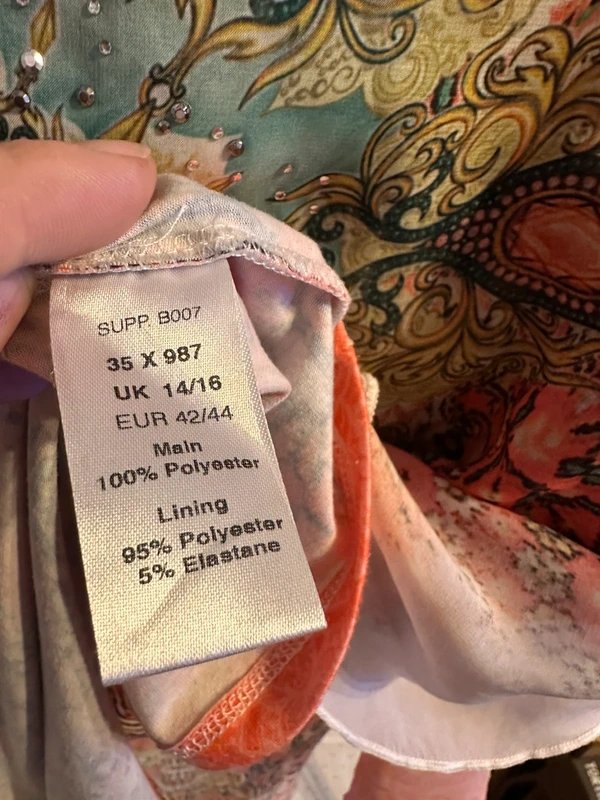 SUPP. B007
35 X 987
UK 14/16
EUR 42/44
Main
100% Polyester
Lining
95% Polyester
5% Elastane